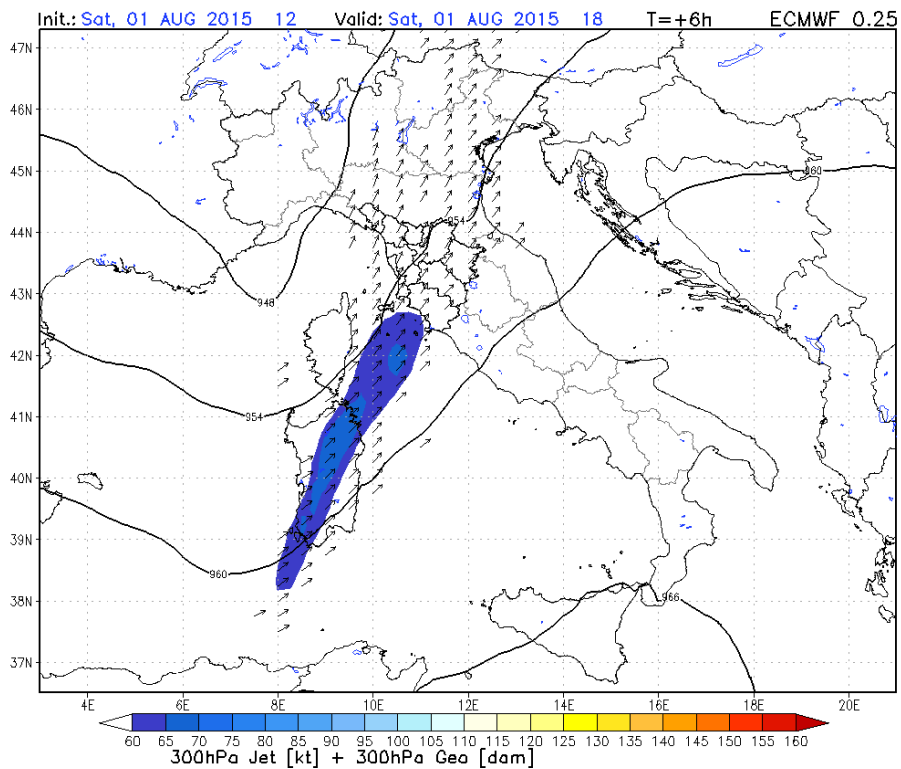 Init.: Sat, 01 AUG 2015 12 Valid: Sat, 01 AUG 2015 18 T=+6h ECMWF 0.25
47N
46N
45N
44N
43N
42N
41N
40N
39N
38N
37N
960
954
948
954
960
966
4E 6E 8E 10E 12E 14E 16E 18E 20E
60 65 70 75 80 85 90 95 100 105 110 115 120 125 130 135 140 145 150 155 160
300hPa Jet [kt] + 300hPa Geo [dam]